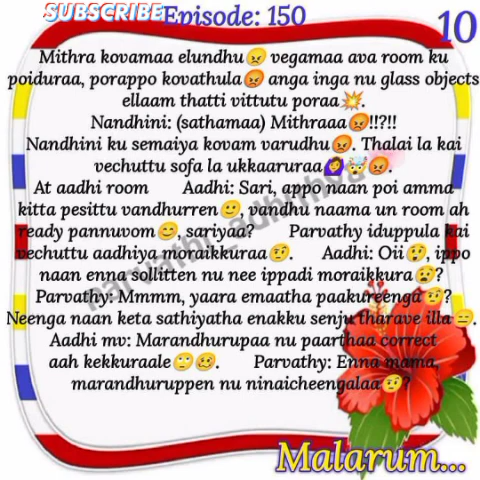 SUBSCRIBE Episode: 150
10
Mithra kovamaa elundhu😠 vegamaa ava room ku
poiduraa, porappo kovathula😡 anga inga nu glass objects
ellaam thatti vittutu poraa💥.
Nandhini: (sathamaa) Mithraaa😡!!?!!
Nandhini ku semaiya kovam varudhu😡. Thalai la kai
vechuttu sofa la ukkaaruraa🤦‍♀️🤯😡.
At aadhi room Aadhi: Sari, appo naan poi amma
kitta pesittu vandhurren🙂, vandhu naama un room ah
ready pannuvom😊, sariyaa? Parvathy iduppula kai
vechuttu aadhiya moraikkuraa🤨. Aadhi: Oii😲, ippo
naan enna sollitten nu nee ippadi moraikkura😲?
Parvathy: Mmmm, yaara emaatha paakureenga🤨?
Neenga naan keta sathiyatha enakku senju tharave illa😑.
Aadhi mv: Marandhurupaa nu paarthaa correct
aah kekkuraale🙄🥴. Parvathy: Enna mama,
marandhuruppen nu ninaicheengalaa🤨?
Malarum...